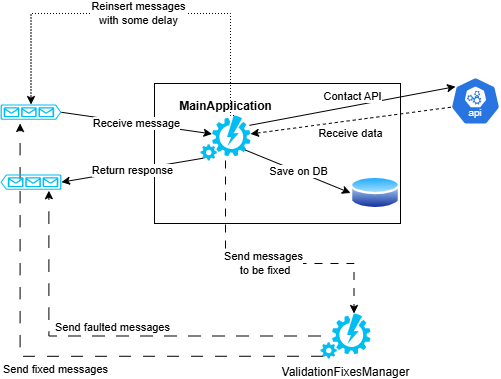 Reinsert messages
with some delay
MainApplication
Contact API
api
Receive message
Receive data
Return response
Save on DB
Send messages
to be fixed
Send faulted messages
Send fixed messages
ValidationFixesManager